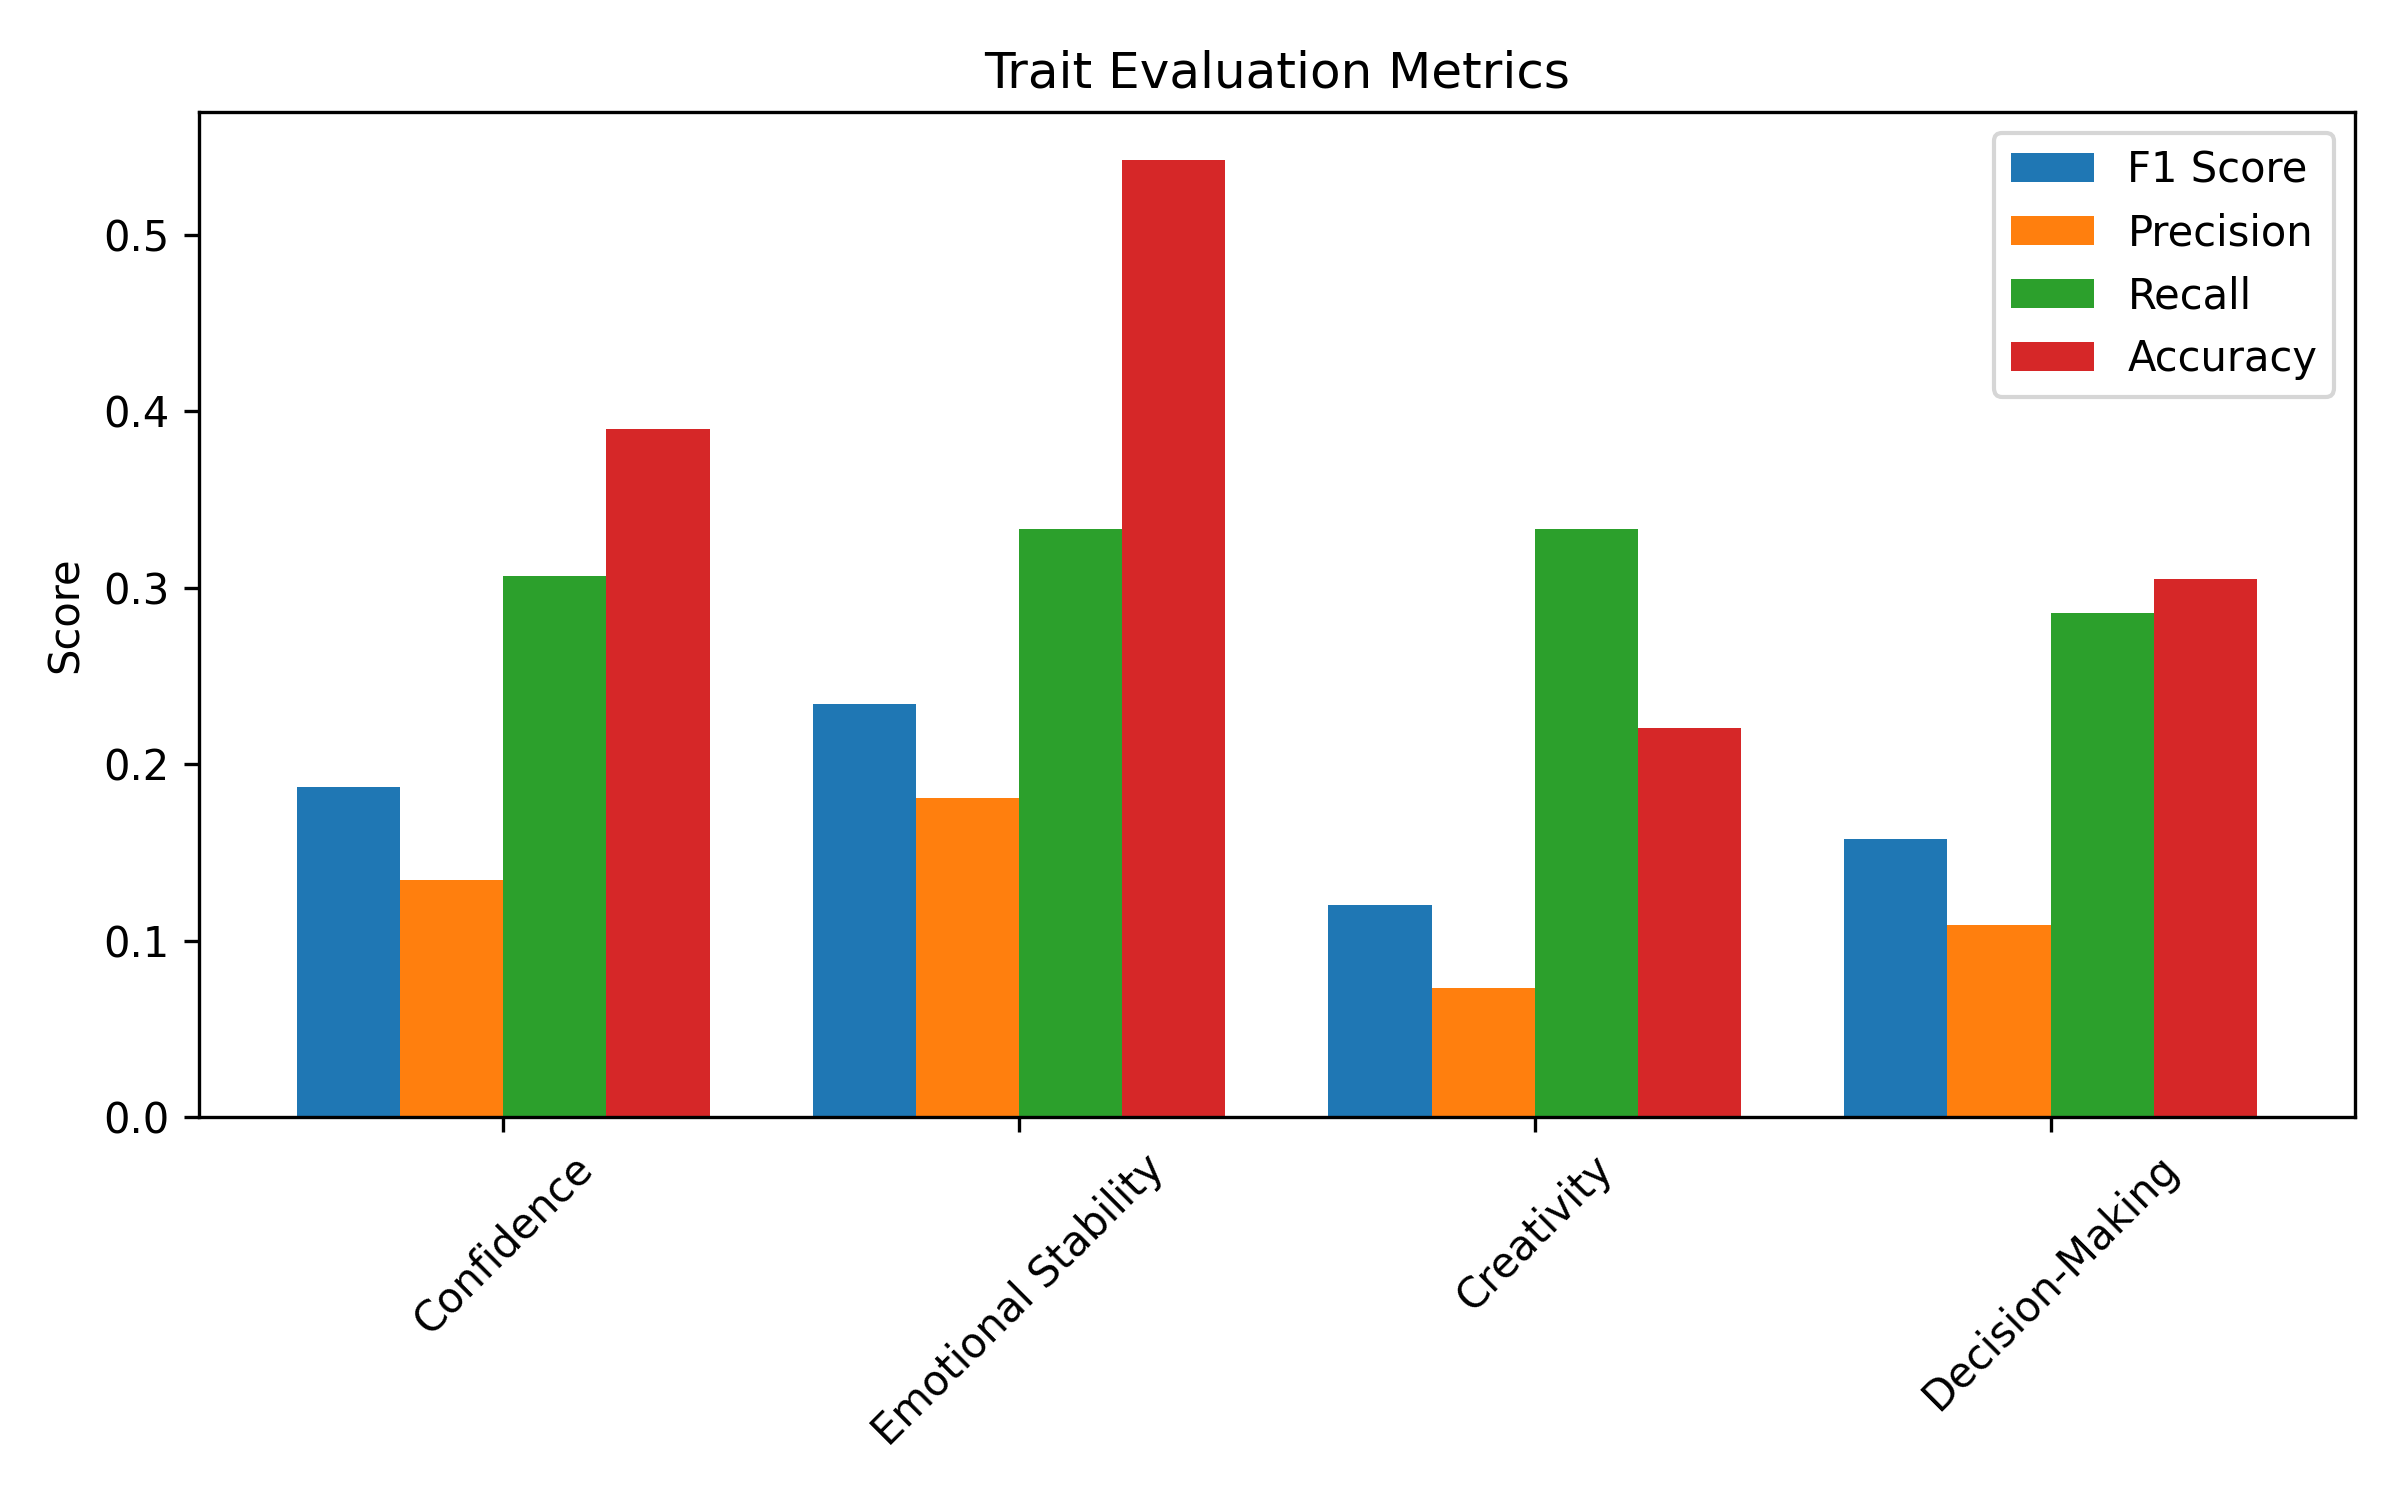 Trait Evaluation Metrics
F1 Score
Precision
Recall
Accuracy
Score
0.5
0.4
0.3
0.2
0.1
0.0
Confidence
Emotional Stability
Creativity
Decision-Making